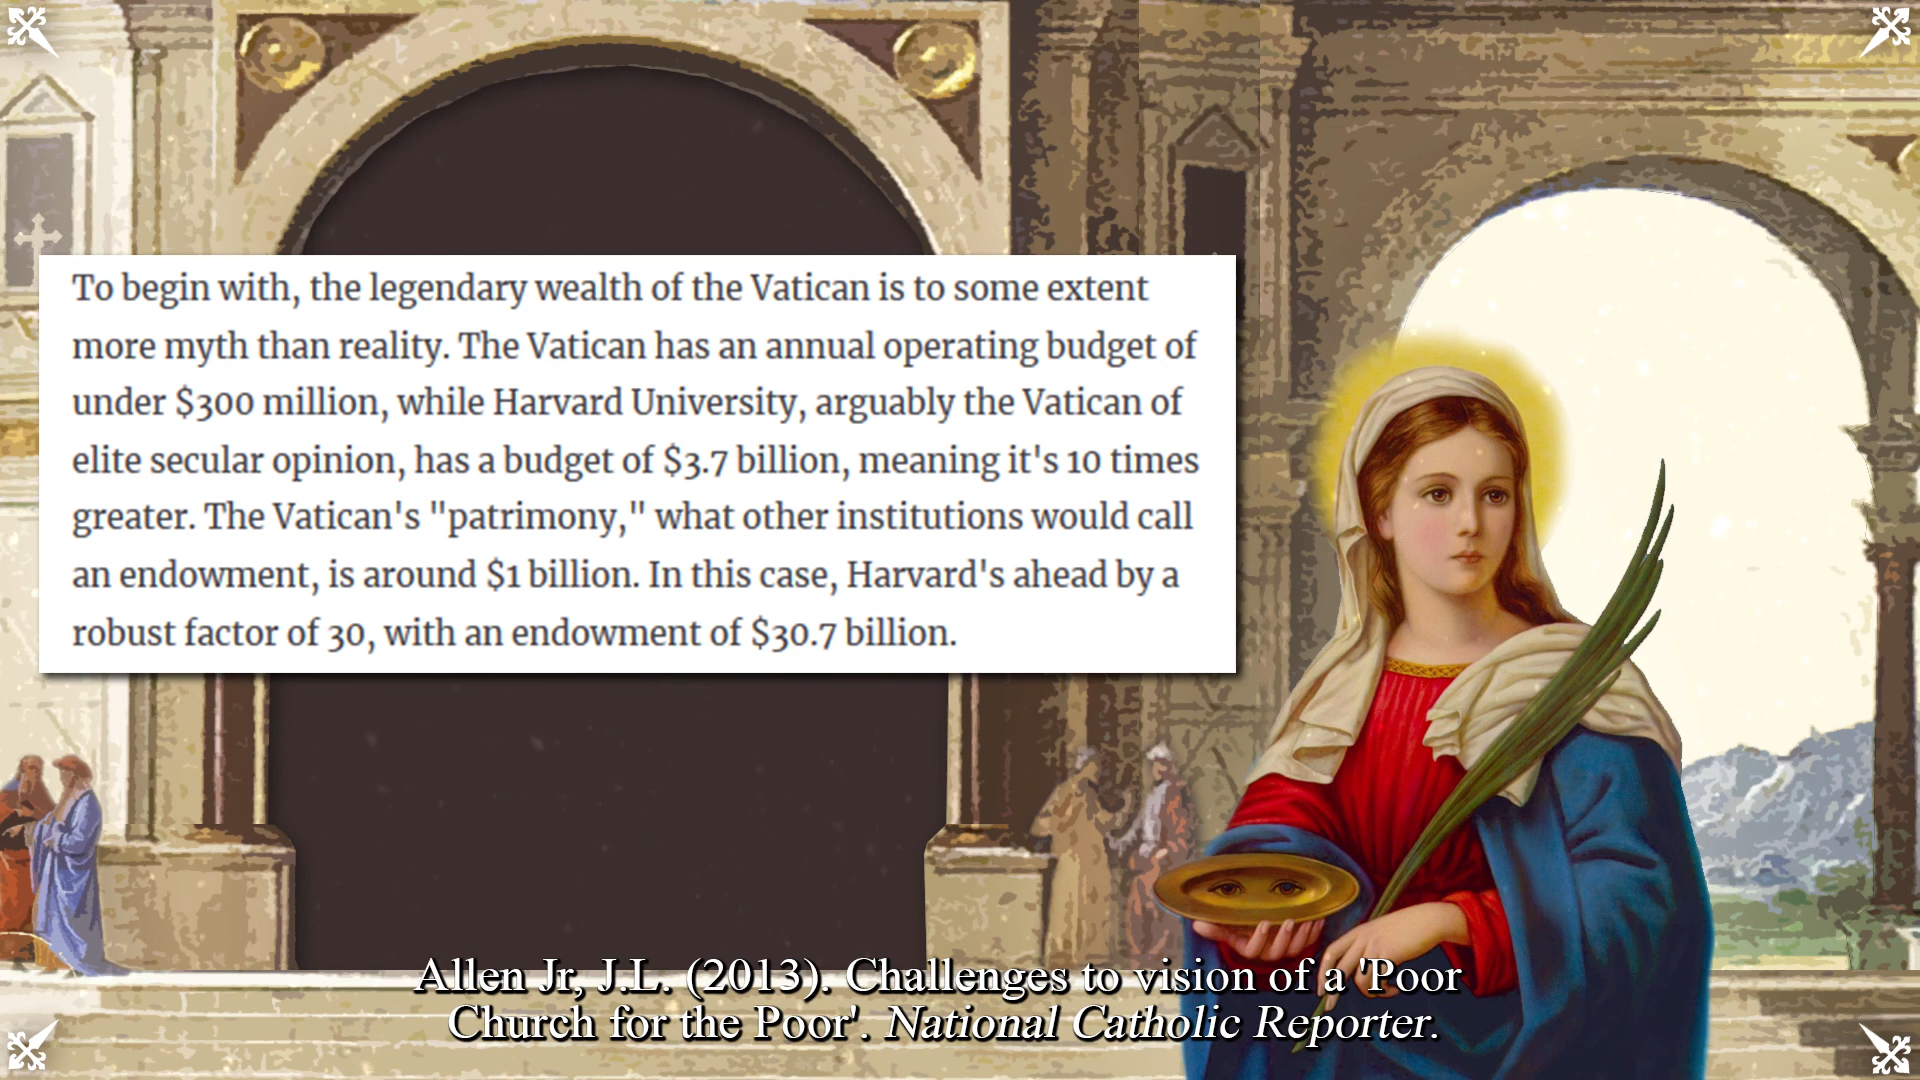 To begin with, the legendary wealth of the Vatican is to some extent
more myth than reality. The Vatican has an annual operating budget of
under $300 million, while Harvard University, arguably the Vatican of
elite secular opinion, has a budget of $3.7 billion, meaning it's 10 times
greater. The Vatican's "patrimony," what other institutions would call
an endowment, is around $1 billion. In this case, Harvard's ahead by a
robust factor of 30, with an endowment of $30.7 billion.
Allen Jr, J.L. (2013). Challenges to vision of a 'Poor
Church for the Poor'. National Catholic Reporter.